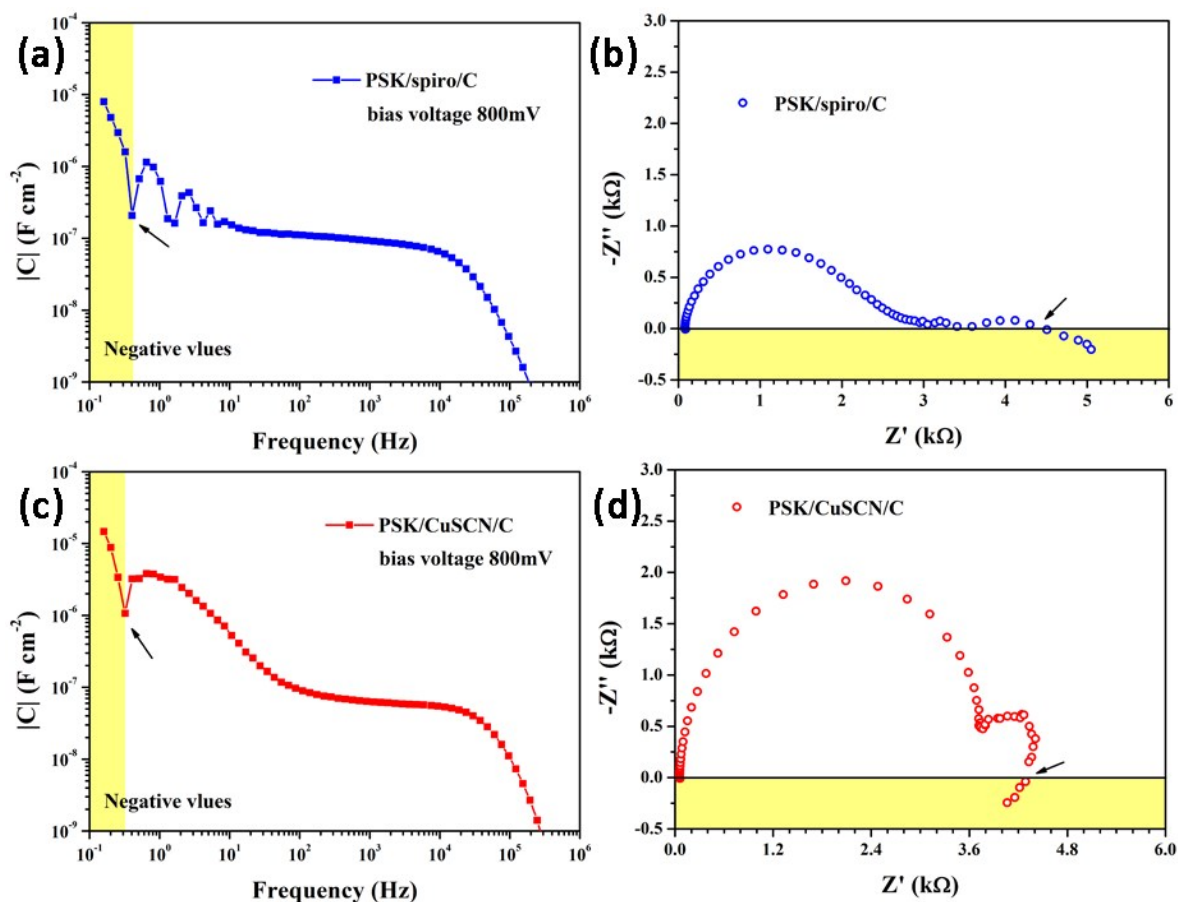 (a)
PSK/spiro/C
bias voltage 800mV
Negative vlues
|C| (F cm⁻²)
10⁻⁴
10⁻⁵
10⁻⁶
10⁻⁷
10⁻⁸
10⁻⁹
10⁻¹ 10⁰ 10¹ 10² 10³ 10⁴ 10⁵ 10⁶
Frequency (Hz)
(b)
PSK/spiro/C
-Z'' (kΩ)
3.0
2.5
2.0
1.5
1.0
0.5
0.0
-0.5
0 1 2 3 4 5 6
Z' (kΩ)
(c)
PSK/CuSCN/C
bias voltage 800mV
Negative vlues
|C| (F cm⁻²)
10⁻⁴
10⁻⁵
10⁻⁶
10⁻⁷
10⁻⁸
10⁻⁹
10⁻¹ 10⁰ 10¹ 10² 10³ 10⁴ 10⁵ 10⁶
Frequency (Hz)
(d)
PSK/CuSCN/C
-Z'' (kΩ)
3.0
2.5
2.0
1.5
1.0
0.5
0.0
-0.5
0.0 1.2 2.4 3.6 4.8 6.0
Z' (kΩ)